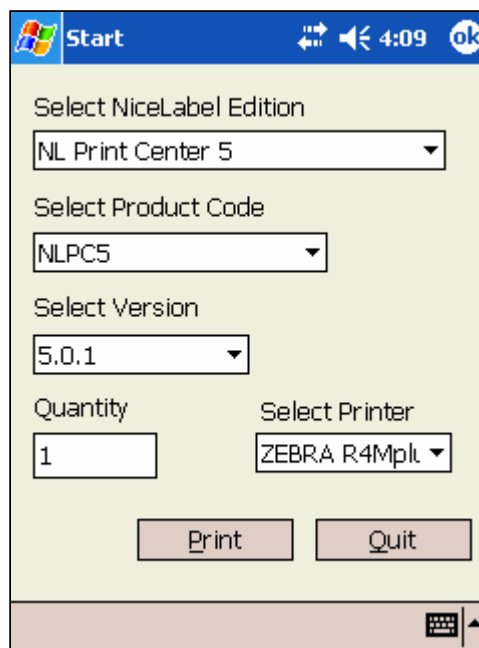 Start 4:09 ok
Select NiceLabel Edition
NL Print Center 5
Select Product Code
NLPC5
Select Version
5.0.1
Quantity Select Printer
1 ZEBRA R4Mplu
Print Quit